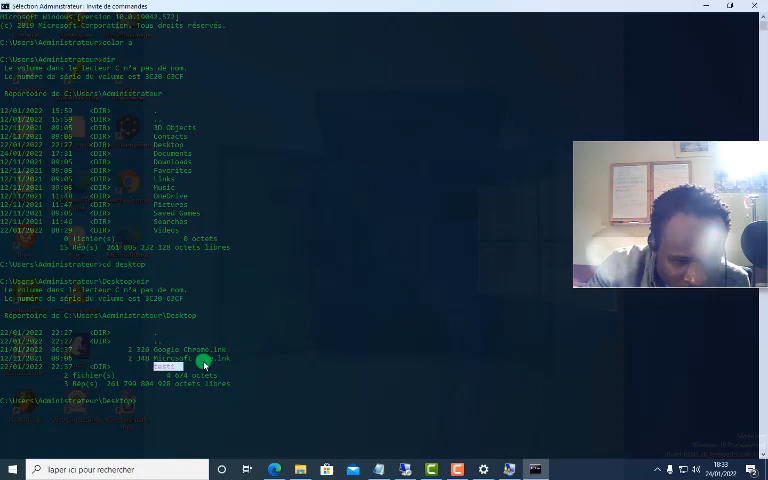 Sélection Administrateur : Invite de commandes
Microsoft Windows [version 10.0.19042.572]
(c) 2019 Microsoft Corporation. Tous droits réservés.
C:\Users\Administrateur>color a
C:\Users\Administrateur>dir
Le volume dans le lecteur C n'a pas de nom.
Le numéro de série du volume est 3C20-63CF
Répertoire de C:\Users\Administrateur
12/01/2022 15:59 <DIR> .
12/01/2022 15:59 <DIR> ..
12/11/2021 09:05 <DIR> 3D Objects
12/11/2021 09:06 <DIR> Contacts
22/01/2022 22:27 <DIR> Desktop
24/01/2022 17:31 <DIR> Documents
12/11/2021 09:05 <DIR> Downloads
12/11/2021 09:05 <DIR> Favorites
12/11/2021 09:05 <DIR> Links
12/11/2021 09:05 <DIR> Music
12/11/2021 11:48 <DIR> OneDrive
12/11/2021 11:47 <DIR> Pictures
12/11/2021 09:05 <DIR> Saved Games
12/11/2021 11:46 <DIR> Searches
22/01/2022 08:29 <DIR> Videos
0 fichier(s) 0 octets
15 Rép(s) 261 805 232 128 octets libres
C:\Users\Administrateur>cd desktop
C:\Users\Administrateur\Desktop>dir
Le volume dans le lecteur C n'a pas de nom.
Le numéro de série du volume est 3C20-63CF
Répertoire de C:\Users\Administrateur\Desktop
22/01/2022 22:27 <DIR> .
22/01/2022 22:27 <DIR> ..
21/01/2022 06:37 2 326 Google Chrome.lnk
12/11/2021 09:06 2 348 Microsoft .lnk
22/01/2022 22:37 <DIR> test1
2 fichier(s) 4 674 octets
3 Rép(s) 261 799 804 928 octets libres
C:\Users\Administrateur\Desktop>
Taper ici pour rechercher
18:33
24/01/2022